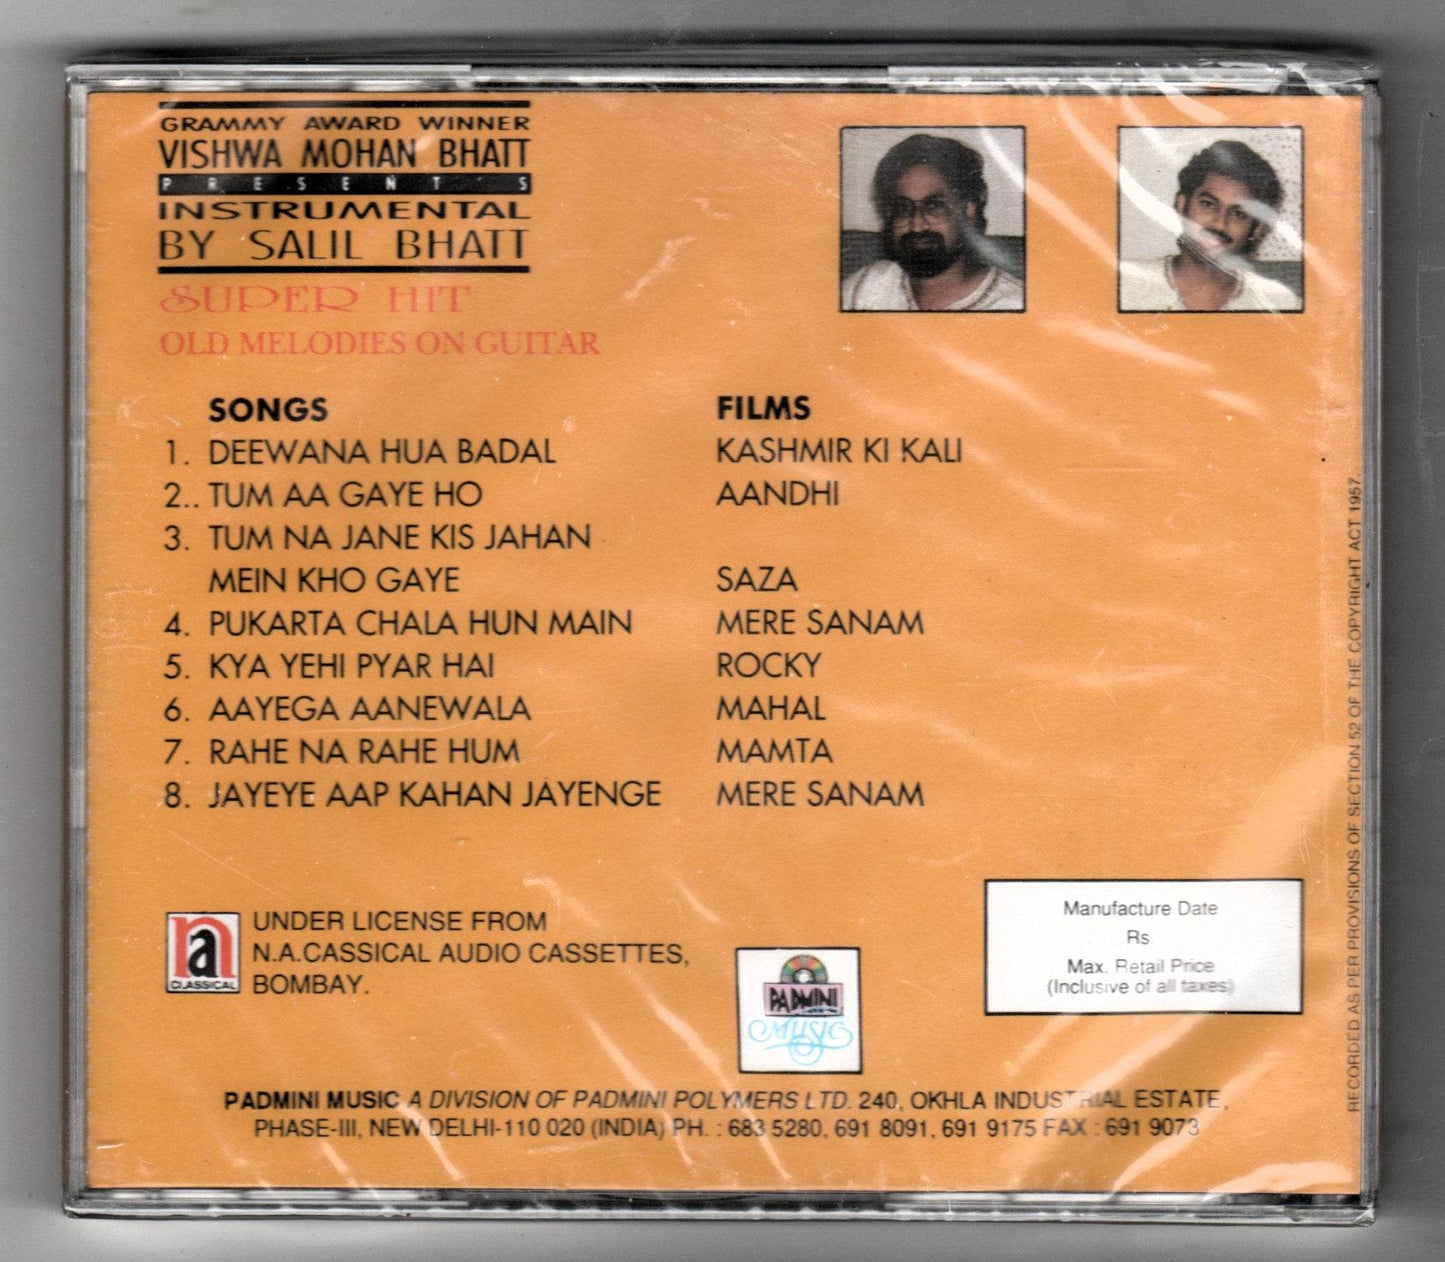 GRAMMY AWARD WINNER
VISHWA MOHAN BHATT
PRESENT'S
INSTRUMENTAL
BY SALIL BHATT
SUPER HIT
OLD MELODIES ON GUITAR
SONGS FILMS
1. DEEWANA HUA BADAL KASHMIR KI KALI
2.. TUM AA GAYE HO AANDHI
3. TUM NA JANE KIS JAHAN
MEIN KHO GAYE SAZA
4. PUKARTA CHALA HUN MAIN MERE SANAM
5. KYA YEHI PYAR HAI ROCKY
6. AAYEGA AANEWALA MAHAL
7. RAHE NA RAHE HUM MAMTA
8. JAYEYE AAP KAHAN JAYENGE MERE SANAM
na
CLASSICAL
UNDER LICENSE FROM
N.A.CASSICAL AUDIO CASSETTES,
BOMBAY.
PADMINI
MUSIC
Manufacture Date
Rs
Max. Retail Price
(Inclusive of all taxes)
PADMINI MUSIC A DIVISION OF PADMINI POLYMERS LTD. 240, OKHLA INDUSTRIAL ESTATE,
PHASE-III, NEW DELHI-110 020 (INDIA) PH. : 683 5280, 691 8091, 691 9175 FAX : 691 9073
RECORDED AS PER PROVISIONS OF SECTION 52 OF THE COPYRIGHT ACT 1957.